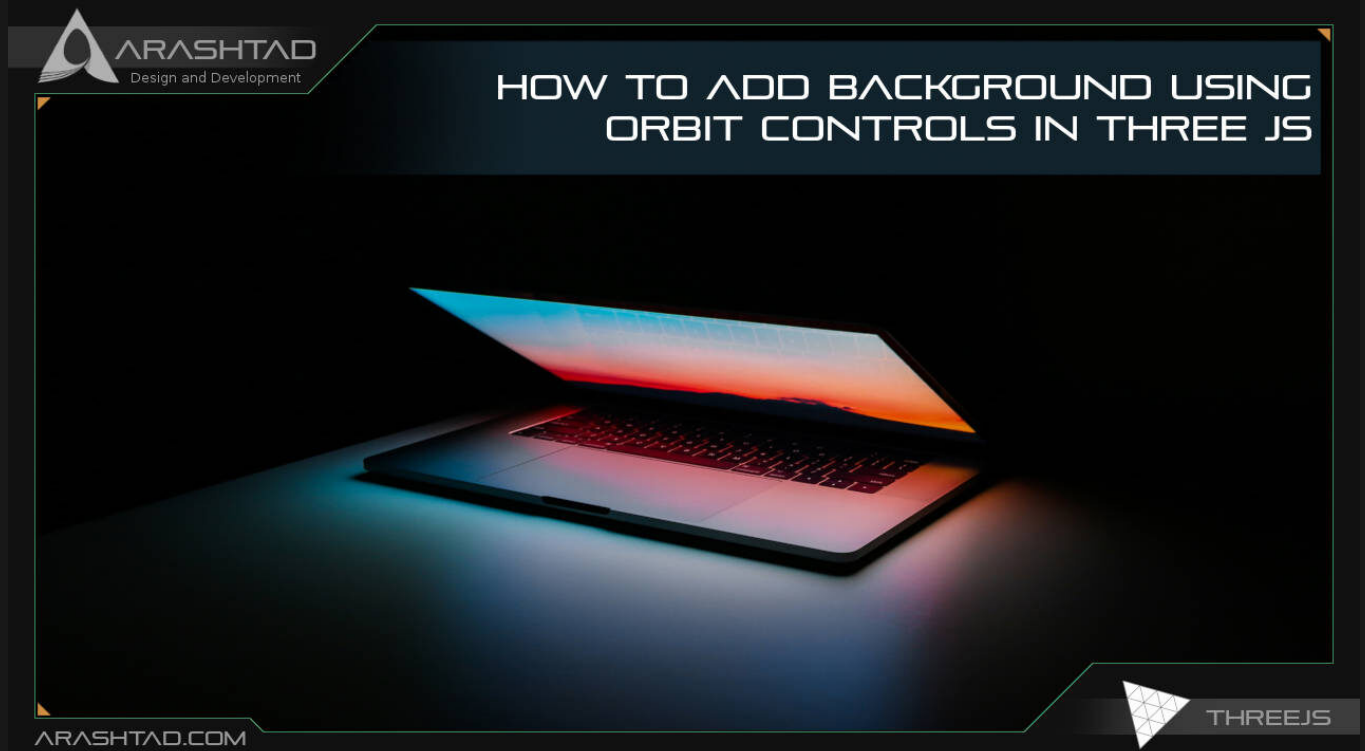 ARASHTAD
Design and Development
HOW TO ADD BACKGROUND USING
ORBIT CONTROLS IN THREE JS
THREEJS
ARASHTAD.COM